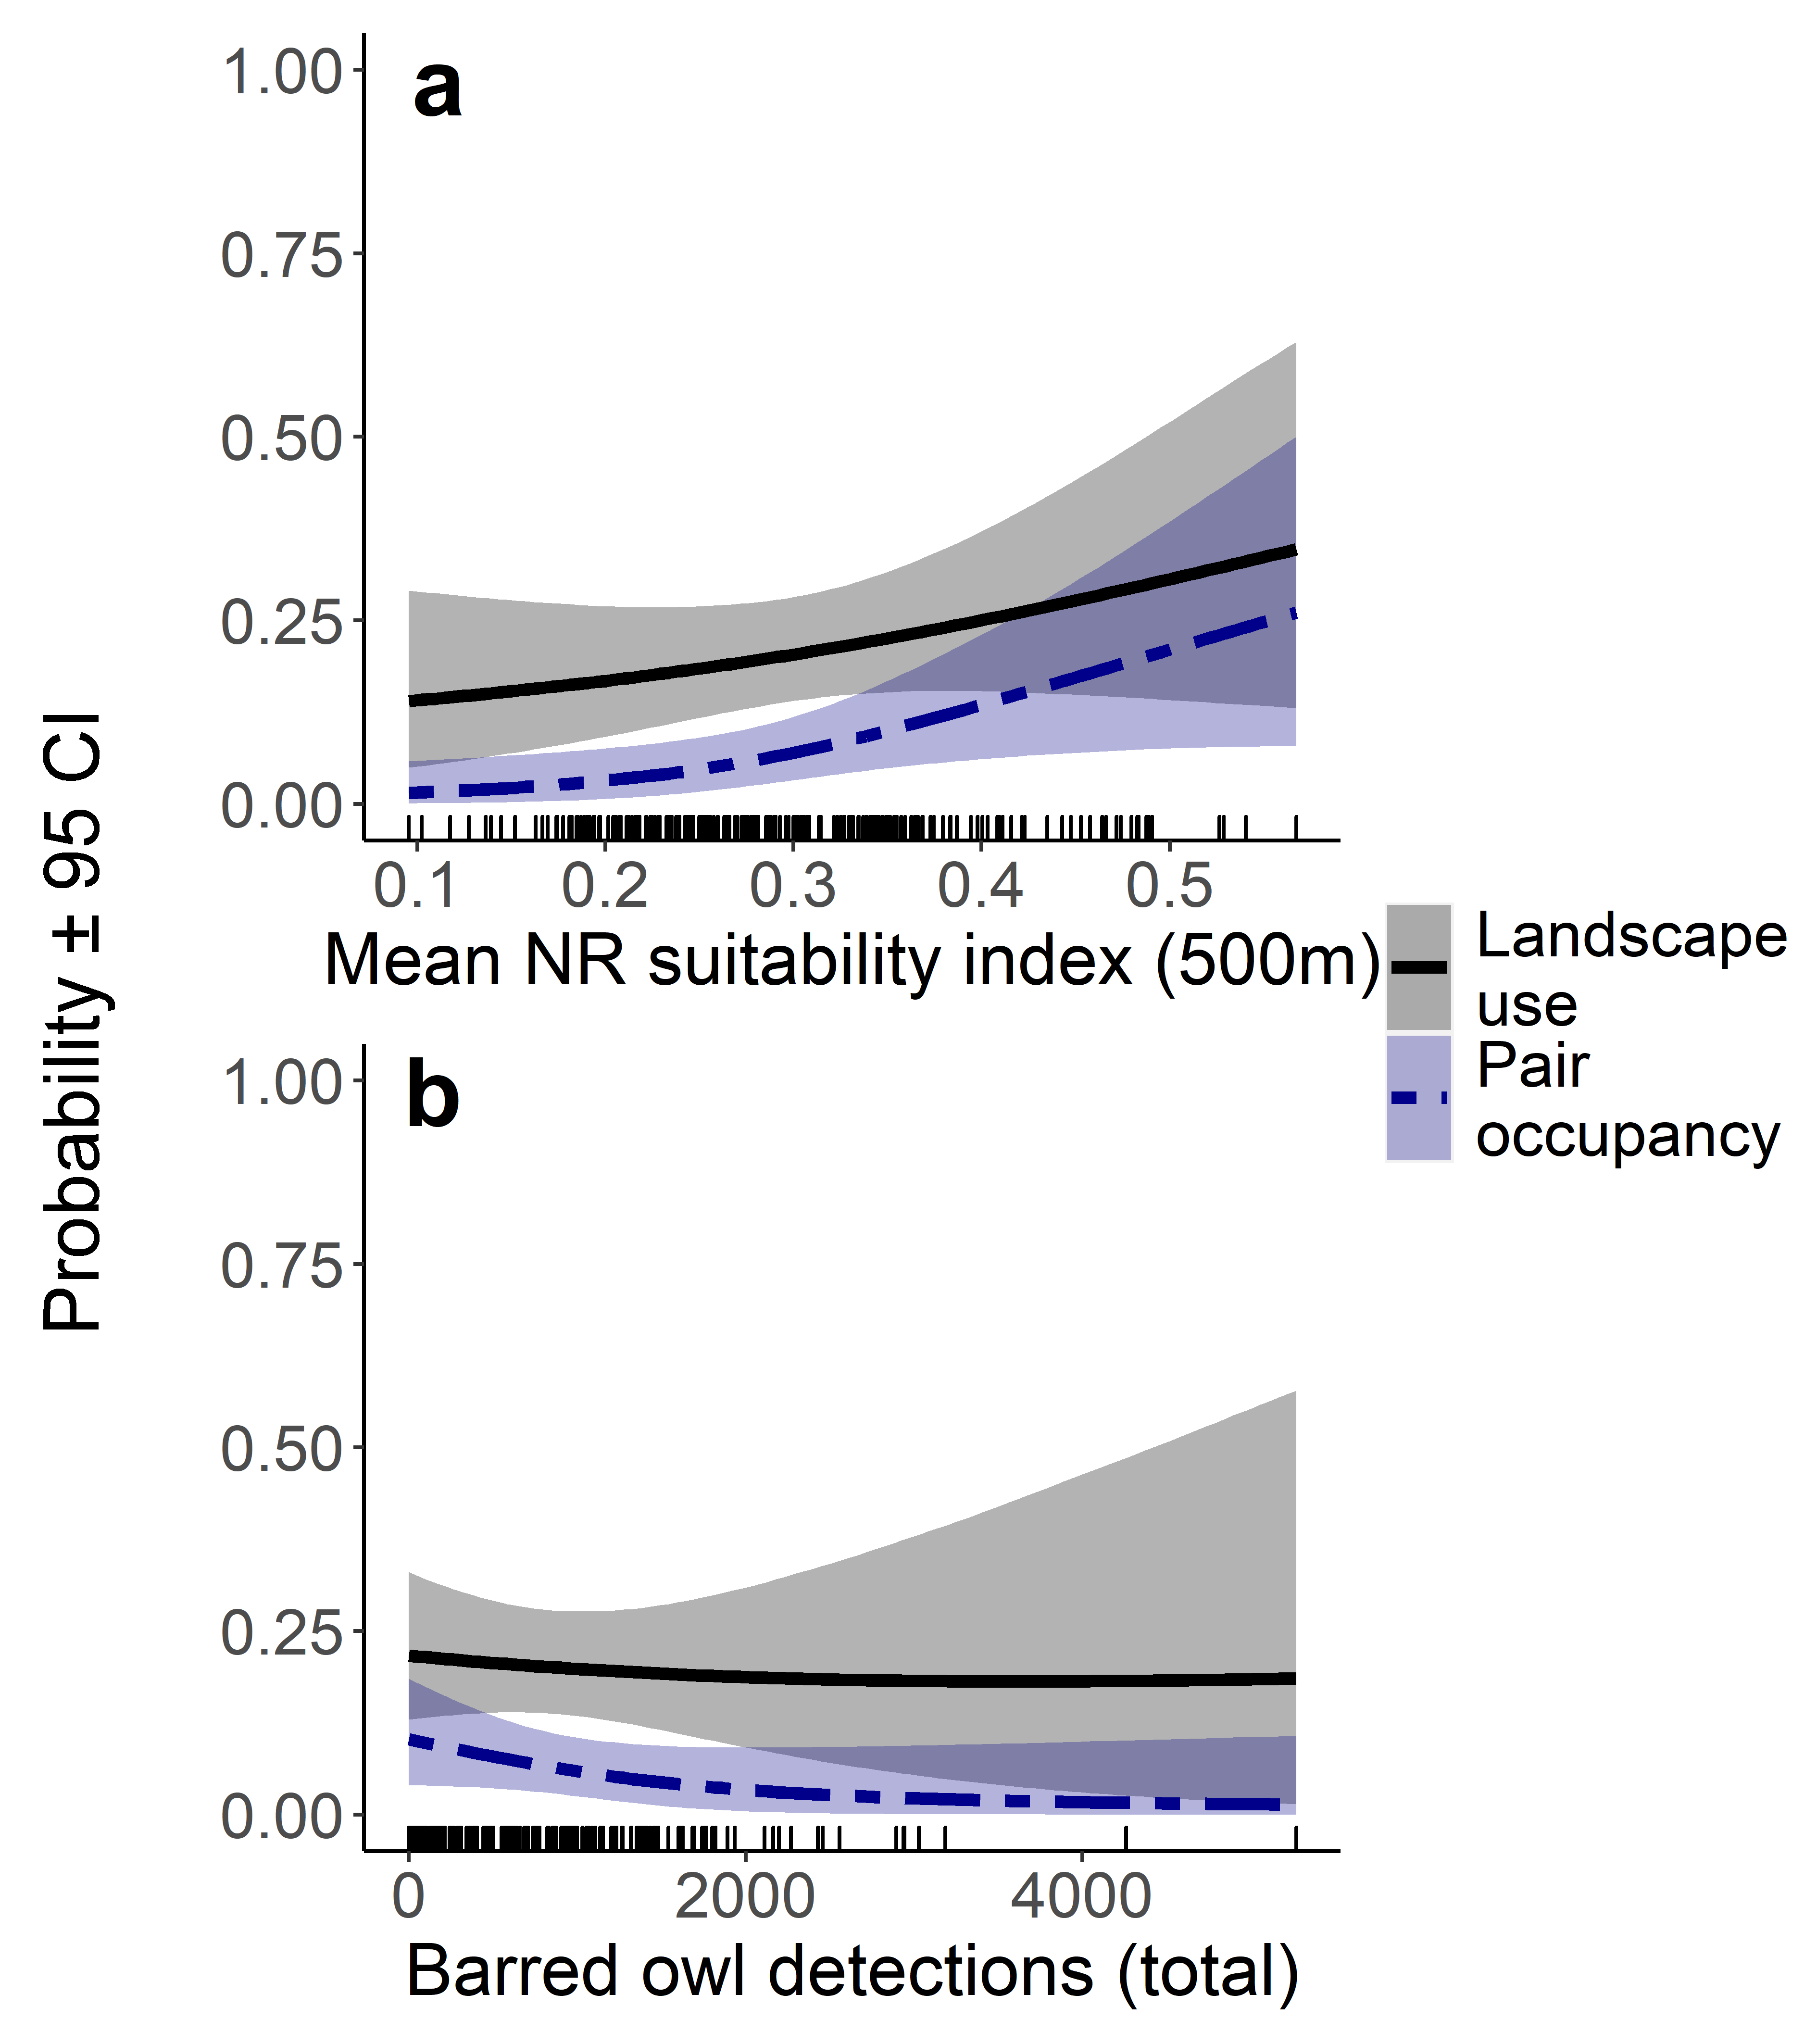 Probability ± 95 CI
a
1.00
0.75
0.50
0.25
0.00
0.1 0.2 0.3 0.4 0.5
Mean NR suitability index (500m)
Landscape
use
Pair
occupancy
b
1.00
0.75
0.50
0.25
0.00
0 2000 4000
Barred owl detections (total)